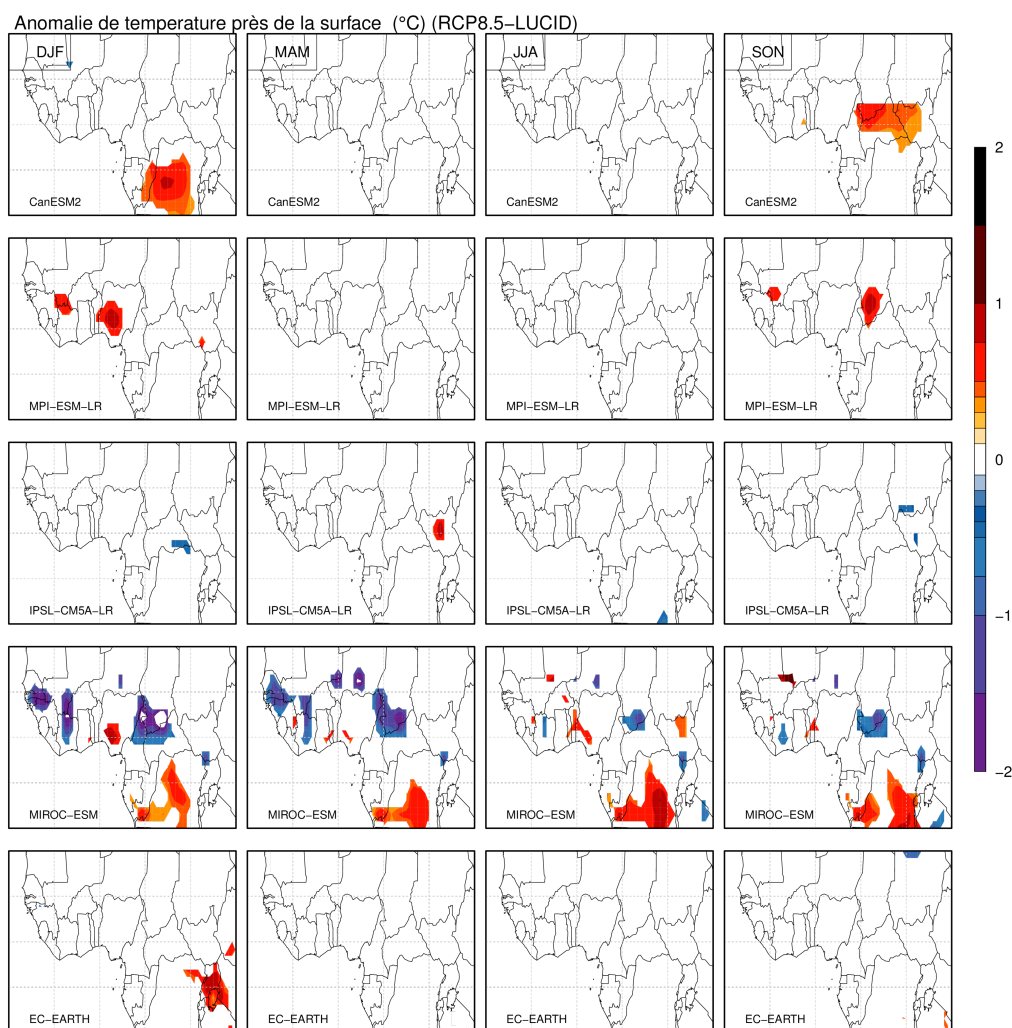 Anomalie de temperature près de la surface (°C) (RCP8.5−LUCID)
DJF
MAM
JJA
SON
CanESM2
CanESM2
CanESM2
CanESM2
MPI−ESM−LR
MPI−ESM−LR
MPI−ESM−LR
MPI−ESM−LR
IPSL−CM5A−LR
IPSL−CM5A−LR
IPSL−CM5A−LR
IPSL−CM5A−LR
MIROC−ESM
MIROC−ESM
MIROC−ESM
MIROC−ESM
EC−EARTH
EC−EARTH
EC−EARTH
EC−EARTH
2
1
0
−1
−2